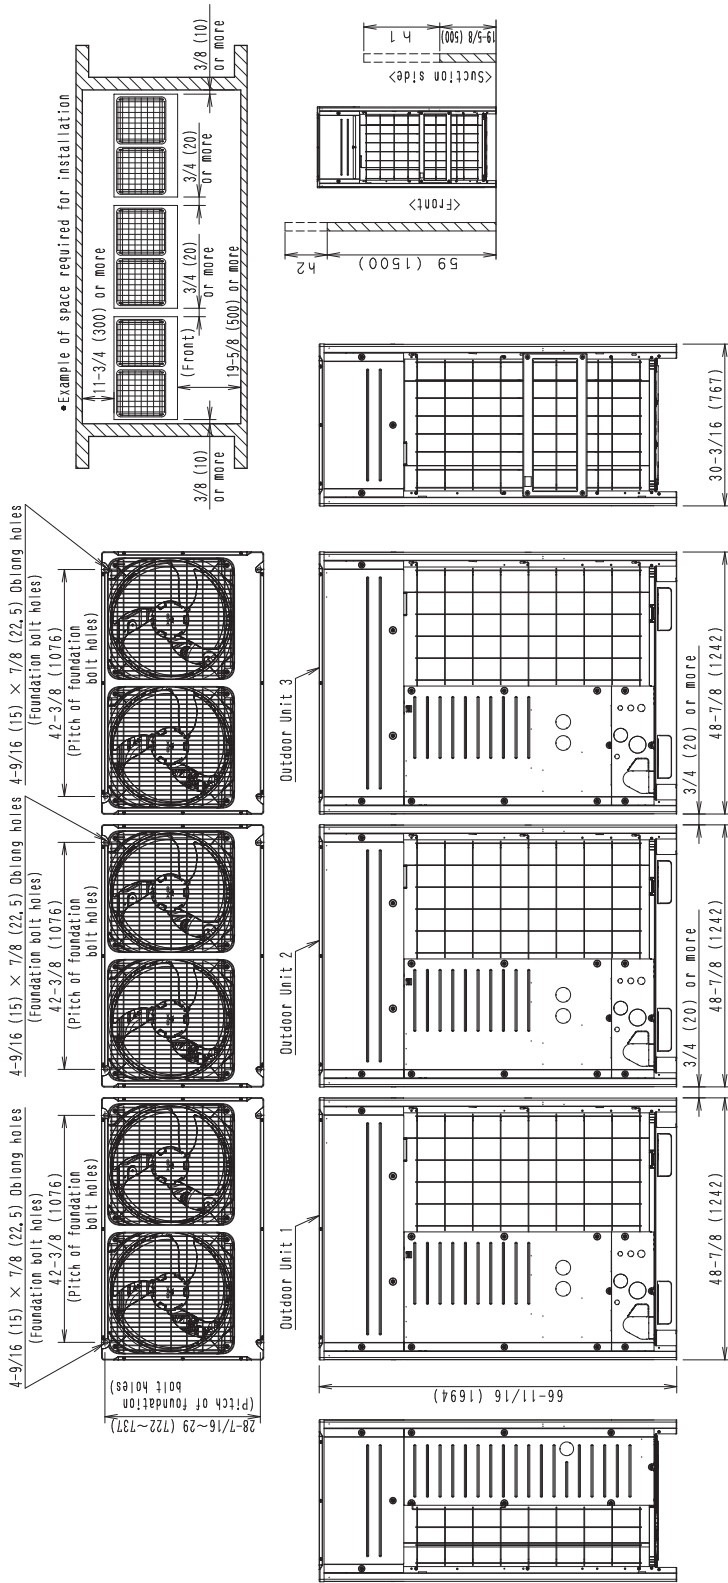 4-9/16 (15) × 7/8 (22.5) Oblong holes
(Foundation bolt holes)
42-3/8 (1076)
(Pitch of foundation
bolt holes)
4-9/16 (15) × 7/8 (22.5) Oblong holes
(Foundation bolt holes)
42-3/8 (1076)
(Pitch of foundation
bolt holes)
4-9/16 (15) × 7/8 (22.5) Oblong holes
(Foundation bolt holes)
42-3/8 (1076)
(Pitch of foundation
bolt holes)
28-7/16~29 (722~737)
(Pitch of foundation
bolt holes)
*Example of space required for installation
11-3/4 (300) or more
(Front)
19-5/8 (500) or more
3/8 (10)
or more
3/4 (20)
or more
3/4 (20)
or more
3/8 (10)
or more
Outdoor Unit 1
Outdoor Unit 2
Outdoor Unit 3
66-11/16 (1694)
48-7/8 (1242)
3/4 (20) or more
48-7/8 (1242)
3/4 (20) or more
48-7/8 (1242)
30-3/16 (767)
h2
59 (1500)
<Front>
<Suction side>
h1
19-5/8 (500)